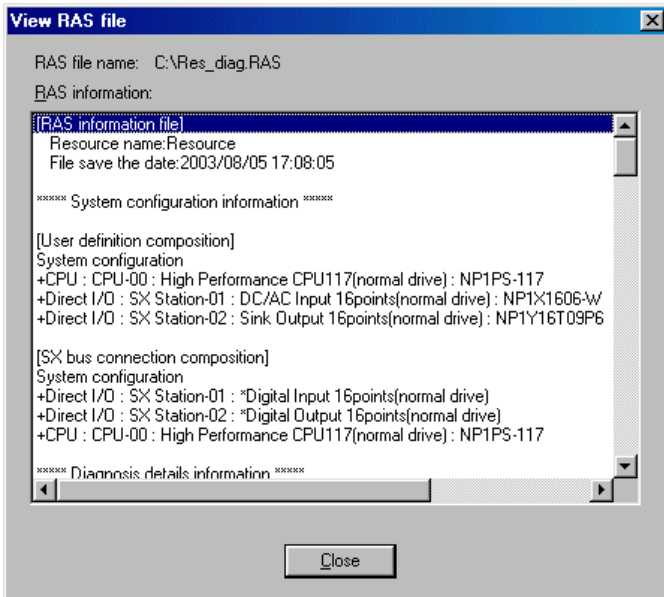 View RAS file
RAS file name: C:\Res_diag.RAS
RAS information:
[RAS information file]
Resource name:Resource
File save the date:2003/08/05 17:08:05
***** System configuration information *****
[User definition composition]
System configuration
+CPU : CPU-00 : High Performance CPU117(normal drive) : NP1PS-117
+Direct I/O : SX Station-01 : DC/AC Input 16points(normal drive) : NP1X1606-W
+Direct I/O : SX Station-02 : Sink Output 16points(normal drive) : NP1Y16T09P6
[SX bus connection composition]
System configuration
+Direct I/O : SX Station-01 : *Digital Input 16points(normal drive)
+Direct I/O : SX Station-02 : *Digital Output 16points(normal drive)
+CPU : CPU-00 : High Performance CPU117(normal drive) : NP1PS-117
***** Diagnosis details information *****
Close